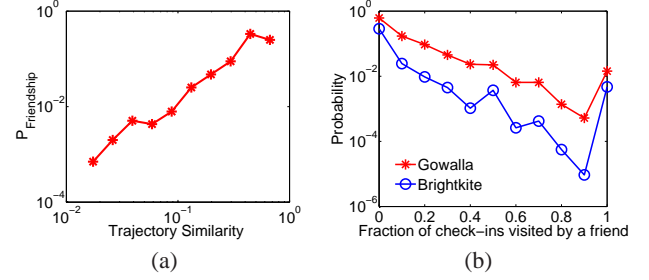 10^0
10^-2
10^-4
P_Friendship
10^-2
10^-1
10^0
Trajectory Similarity
(a)
10^0
10^-2
10^-4
10^-6
Probability
Gowalla
Brightkite
0
0.2
0.4
0.6
0.8
1
Fraction of check-ins visited by a friend
(b)